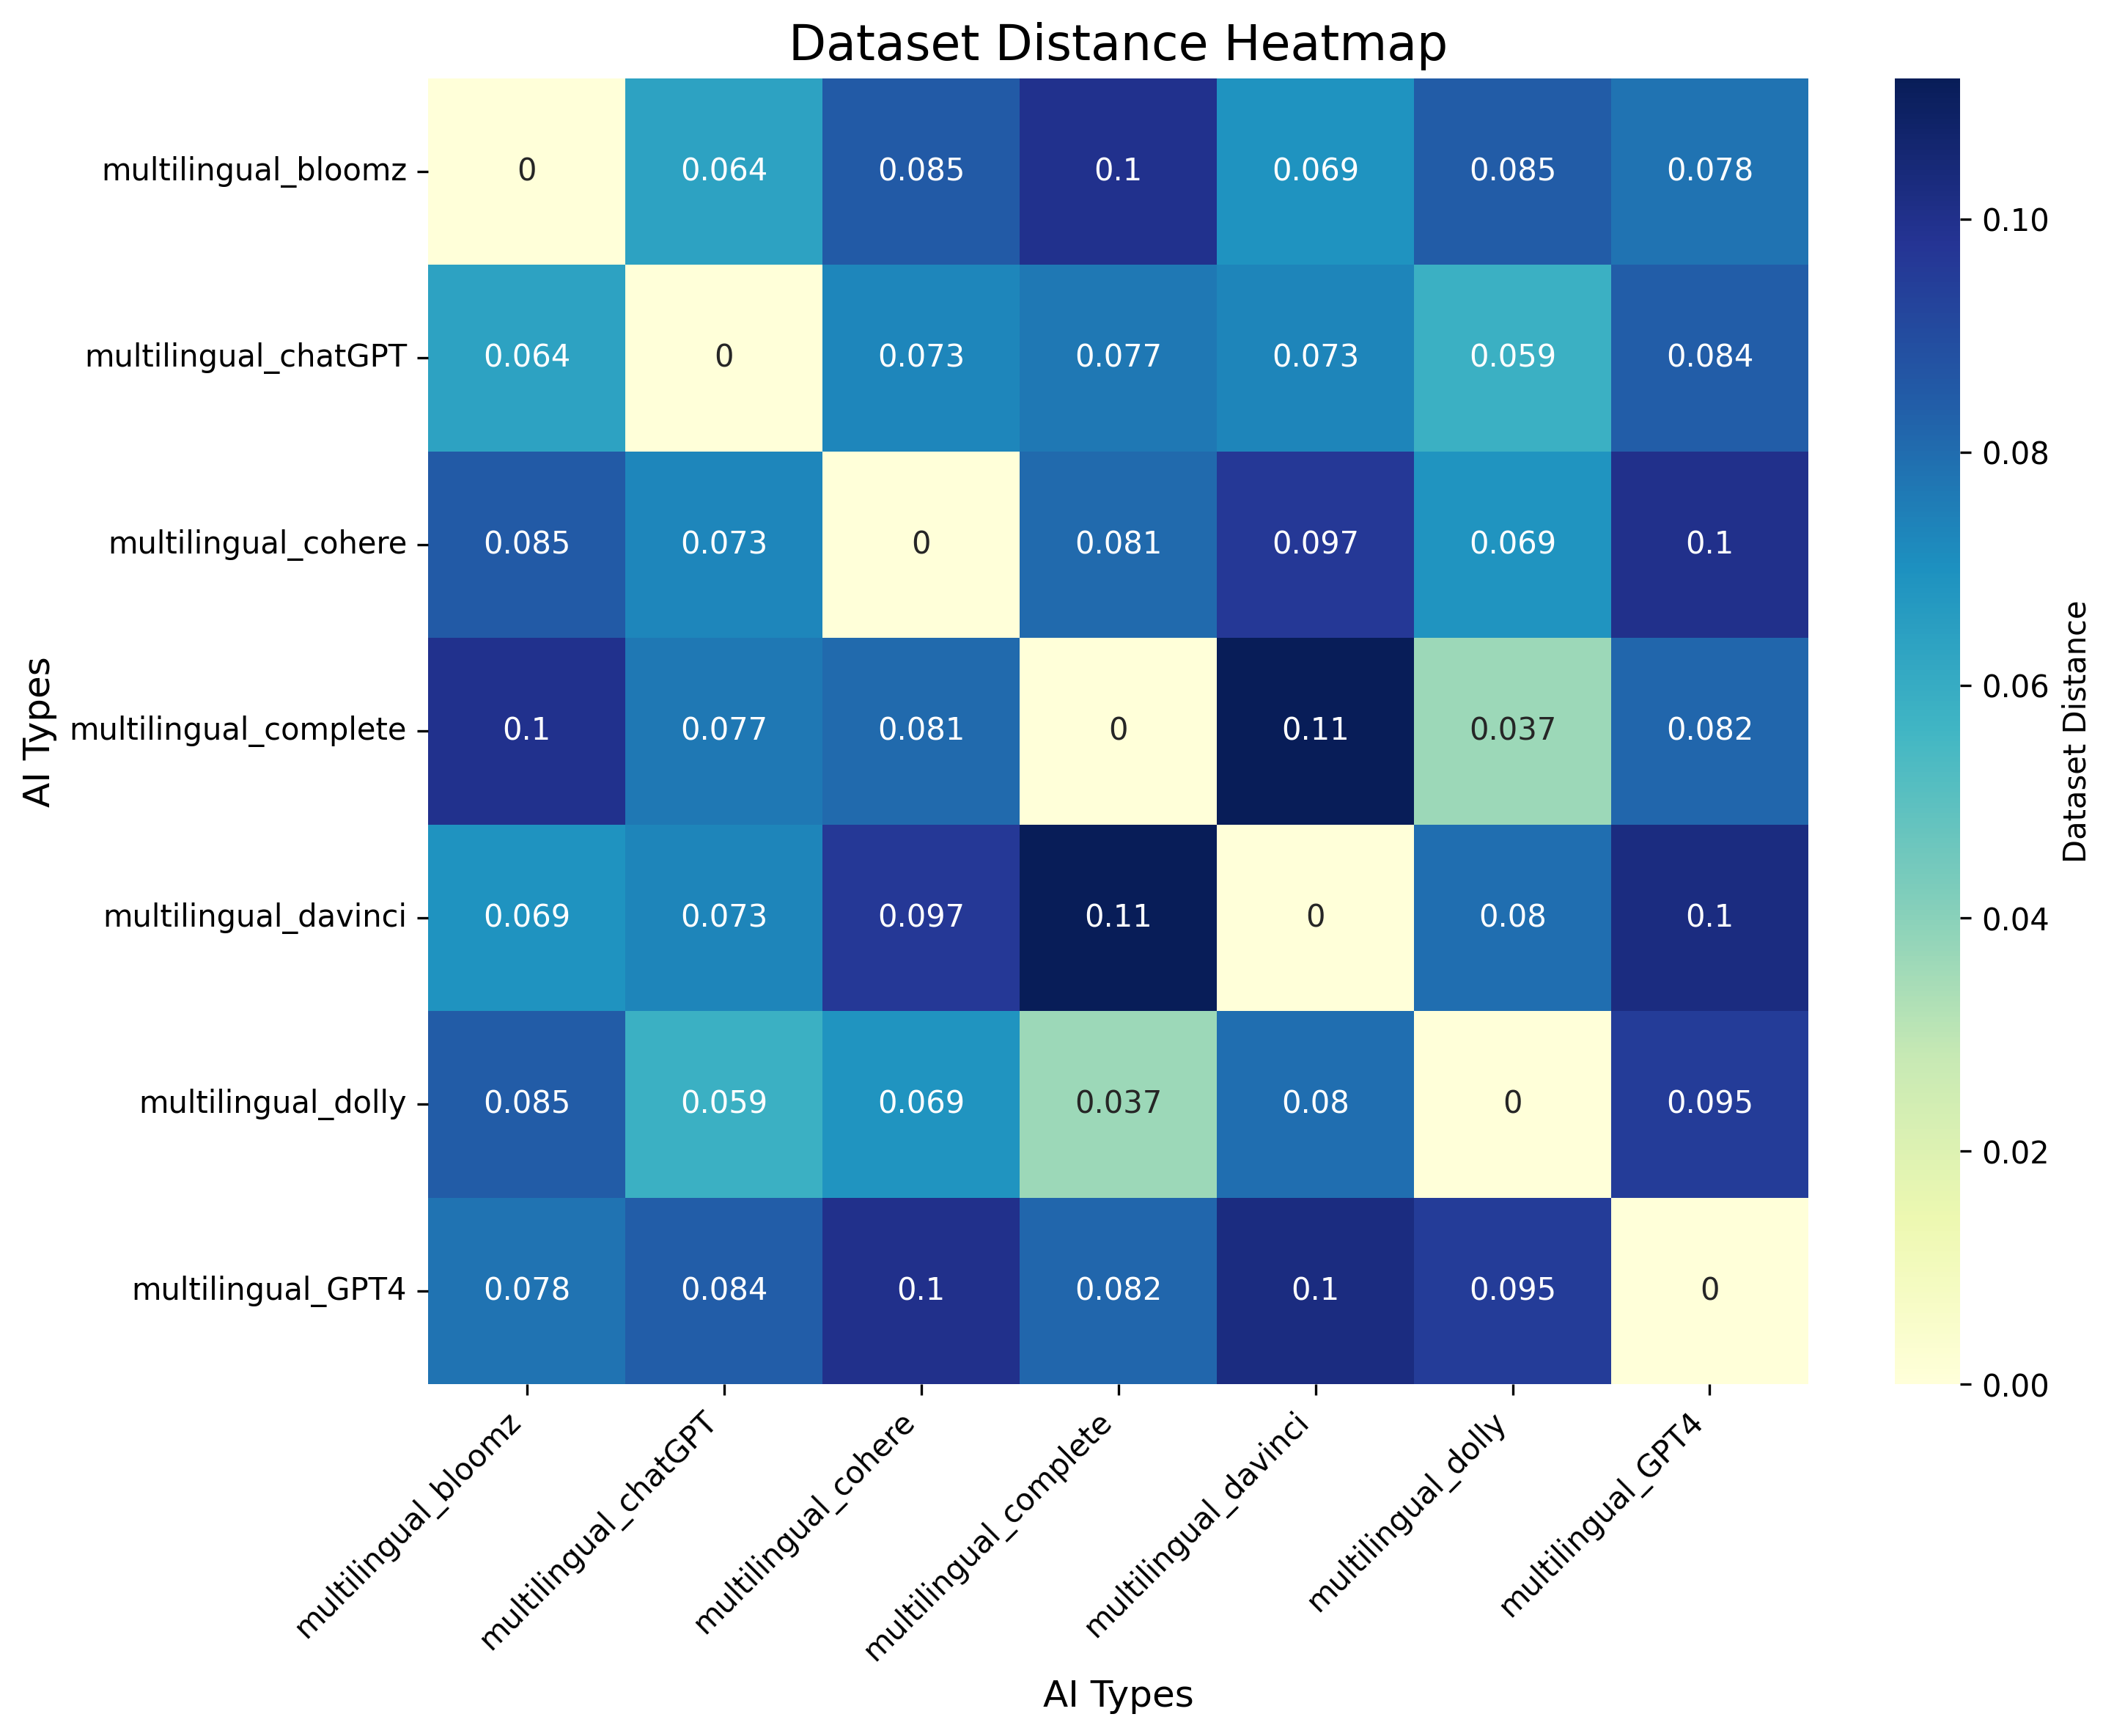 Dataset Distance Heatmap
multilingual_bloomz 0 0.064 0.085 0.1 0.069 0.085 0.078
multilingual_chatGPT 0.064 0 0.073 0.077 0.073 0.059 0.084
multilingual_cohere 0.085 0.073 0 0.081 0.097 0.069 0.1
multilingual_complete 0.1 0.077 0.081 0 0.11 0.037 0.082
multilingual_davinci 0.069 0.073 0.097 0.11 0 0.08 0.1
multilingual_dolly 0.085 0.059 0.069 0.037 0.08 0 0.095
multilingual_GPT4 0.078 0.084 0.1 0.082 0.1 0.095 0
AI Types
multilingual_bloomz
multilingual_chatGPT
multilingual_cohere
multilingual_complete
multilingual_davinci
multilingual_dolly
multilingual_GPT4
AI Types
0.10
0.08
0.06
0.04
0.02
0.00
Dataset Distance